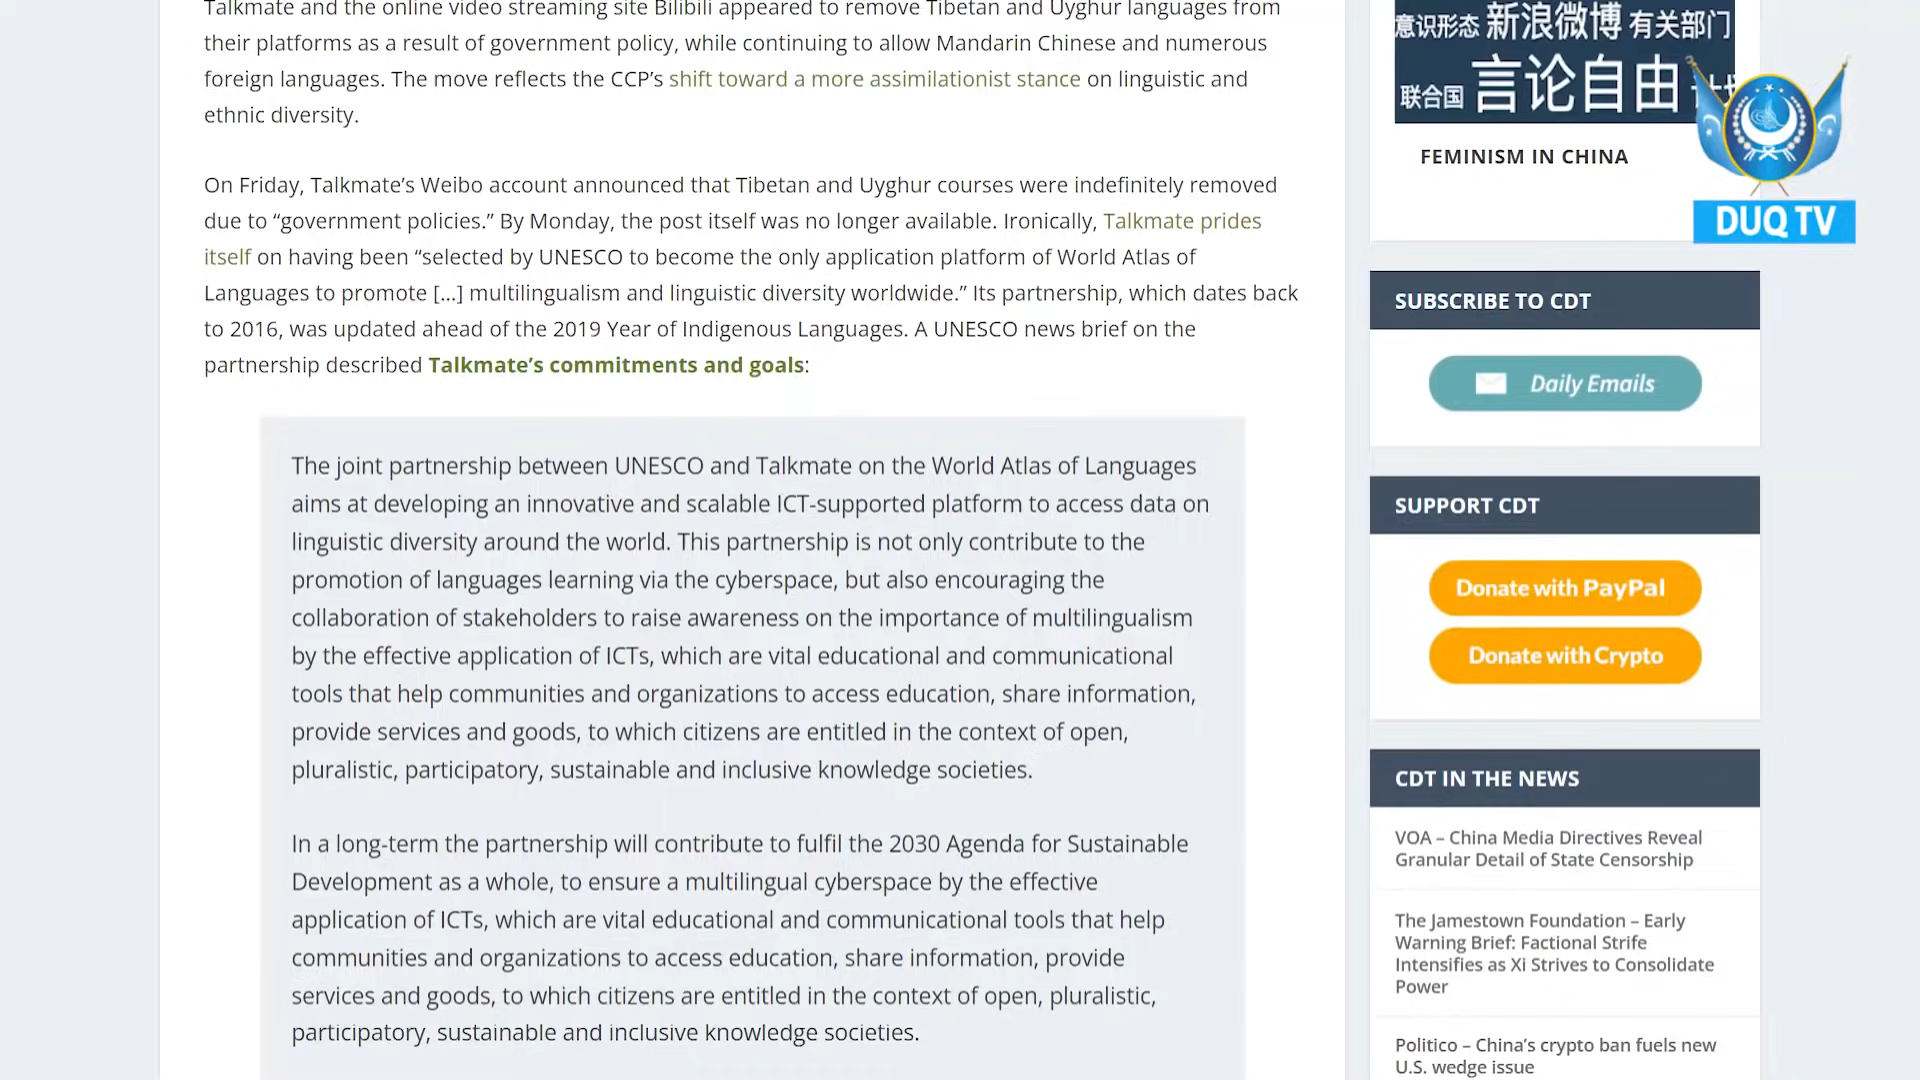 Talkmate and the online video streaming site Bilibili appeared to remove Tibetan and Uyghur languages from
their platforms as a result of government policy, while continuing to allow Mandarin Chinese and numerous
foreign languages. The move reflects the CCP’s shift toward a more assimilationist stance on linguistic and
ethnic diversity.
On Friday, Talkmate’s Weibo account announced that Tibetan and Uyghur courses were indefinitely removed
due to “government policies.” By Monday, the post itself was no longer available. Ironically, Talkmate prides
itself on having been “selected by UNESCO to become the only application platform of World Atlas of
Languages to promote […] multilingualism and linguistic diversity worldwide.” Its partnership, which dates back
to 2016, was updated ahead of the 2019 Year of Indigenous Languages. A UNESCO news brief on the
partnership described Talkmate’s commitments and goals:
The joint partnership between UNESCO and Talkmate on the World Atlas of Languages
aims at developing an innovative and scalable ICT-supported platform to access data on
linguistic diversity around the world. This partnership is not only contribute to the
promotion of languages learning via the cyberspace, but also encouraging the
collaboration of stakeholders to raise awareness on the importance of multilingualism
by the effective application of ICTs, which are vital educational and communicational
tools that help communities and organizations to access education, share information,
provide services and goods, to which citizens are entitled in the context of open,
pluralistic, participatory, sustainable and inclusive knowledge societies.
In a long-term the partnership will contribute to fulfil the 2030 Agenda for Sustainable
Development as a whole, to ensure a multilingual cyberspace by the effective
application of ICTs, which are vital educational and communicational tools that help
communities and organizations to access education, share information, provide
services and goods, to which citizens are entitled in the context of open, pluralistic,
participatory, sustainable and inclusive knowledge societies.
意识形态 新浪微博 有关部门
联合国 言论自由
FEMINISM IN CHINA
DUQ TV
SUBSCRIBE TO CDT
Daily Emails
SUPPORT CDT
Donate with PayPal
Donate with Crypto
CDT IN THE NEWS
VOA – China Media Directives Reveal
Granular Detail of State Censorship
The Jamestown Foundation – Early
Warning Brief: Factional Strife
Intensifies as Xi Strives to Consolidate
Power
Politico – China’s crypto ban fuels new
U.S. wedge issue